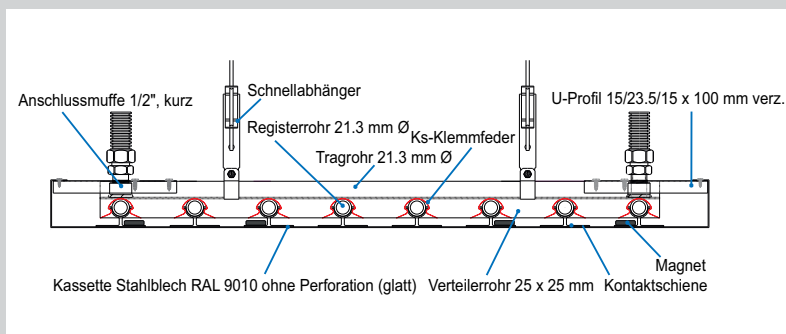 Schnellabhänger
Anschlussmuffe 1/2", kurz
U-Profil 15/23.5/15 x 100 mm verz.
Registerrohr 21.3 mm Ø
Ks-Klemmfeder
Tragrohr 21.3 mm Ø
Magnet
Kassette Stahlblech RAL 9010 ohne Perforation (glatt)
Verteilerrohr 25 x 25 mm
Kontaktschiene